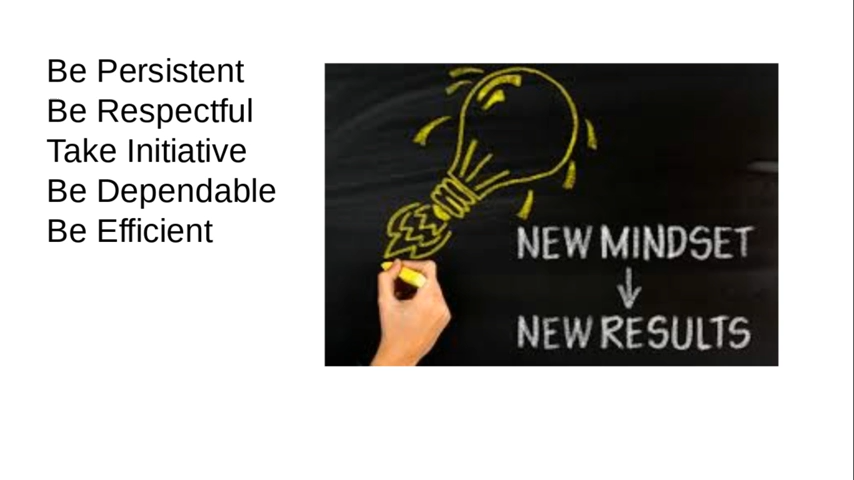 Be Persistent
Be Respectful
Take Initiative
Be Dependable
Be Efficient
NEW MINDSET
NEW RESULTS